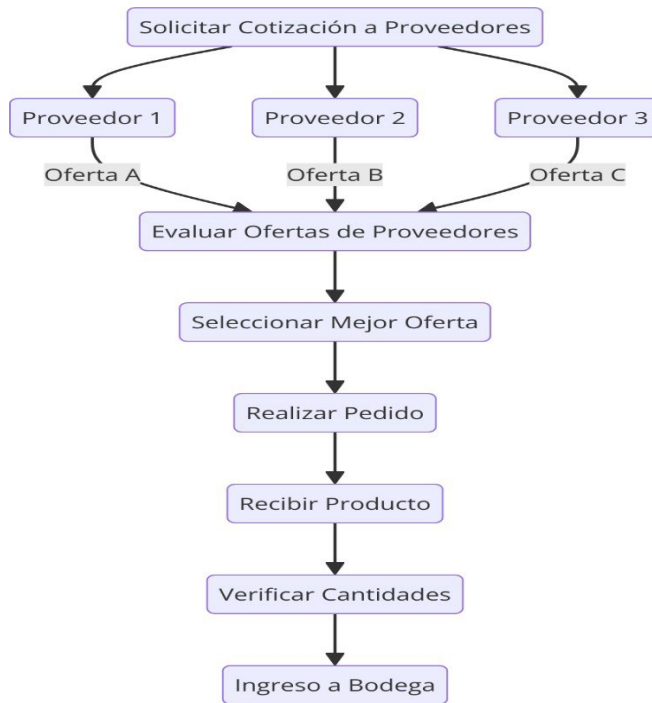 Solicitar Cotización a Proveedores
Proveedor 1
Proveedor 2
Proveedor 3
Oferta A
Oferta B
Oferta C
Evaluar Ofertas de Proveedores
Seleccionar Mejor Oferta
Realizar Pedido
Recibir Producto
Verificar Cantidades
Ingreso a Bodega